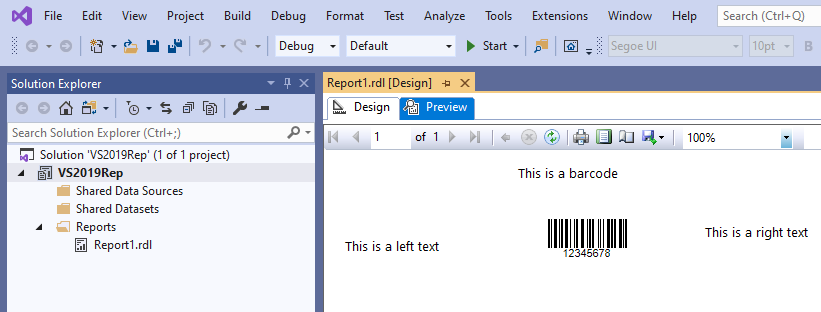 File Edit View Project Build Debug Format Test Analyze Tools Extensions Window Help Search (Ctrl+Q)
Debug Default Start Segoe UI 10pt B
Solution Explorer
Search Solution Explorer (Ctrl+;)
Solution 'VS2019Rep' (1 of 1 project)
VS2019Rep
Shared Data Sources
Shared Datasets
Reports
Report1.rdl
Report1.rdl [Design]
Design Preview
1 of 1 100%
This is a barcode
This is a left text
12345678
This is a right text